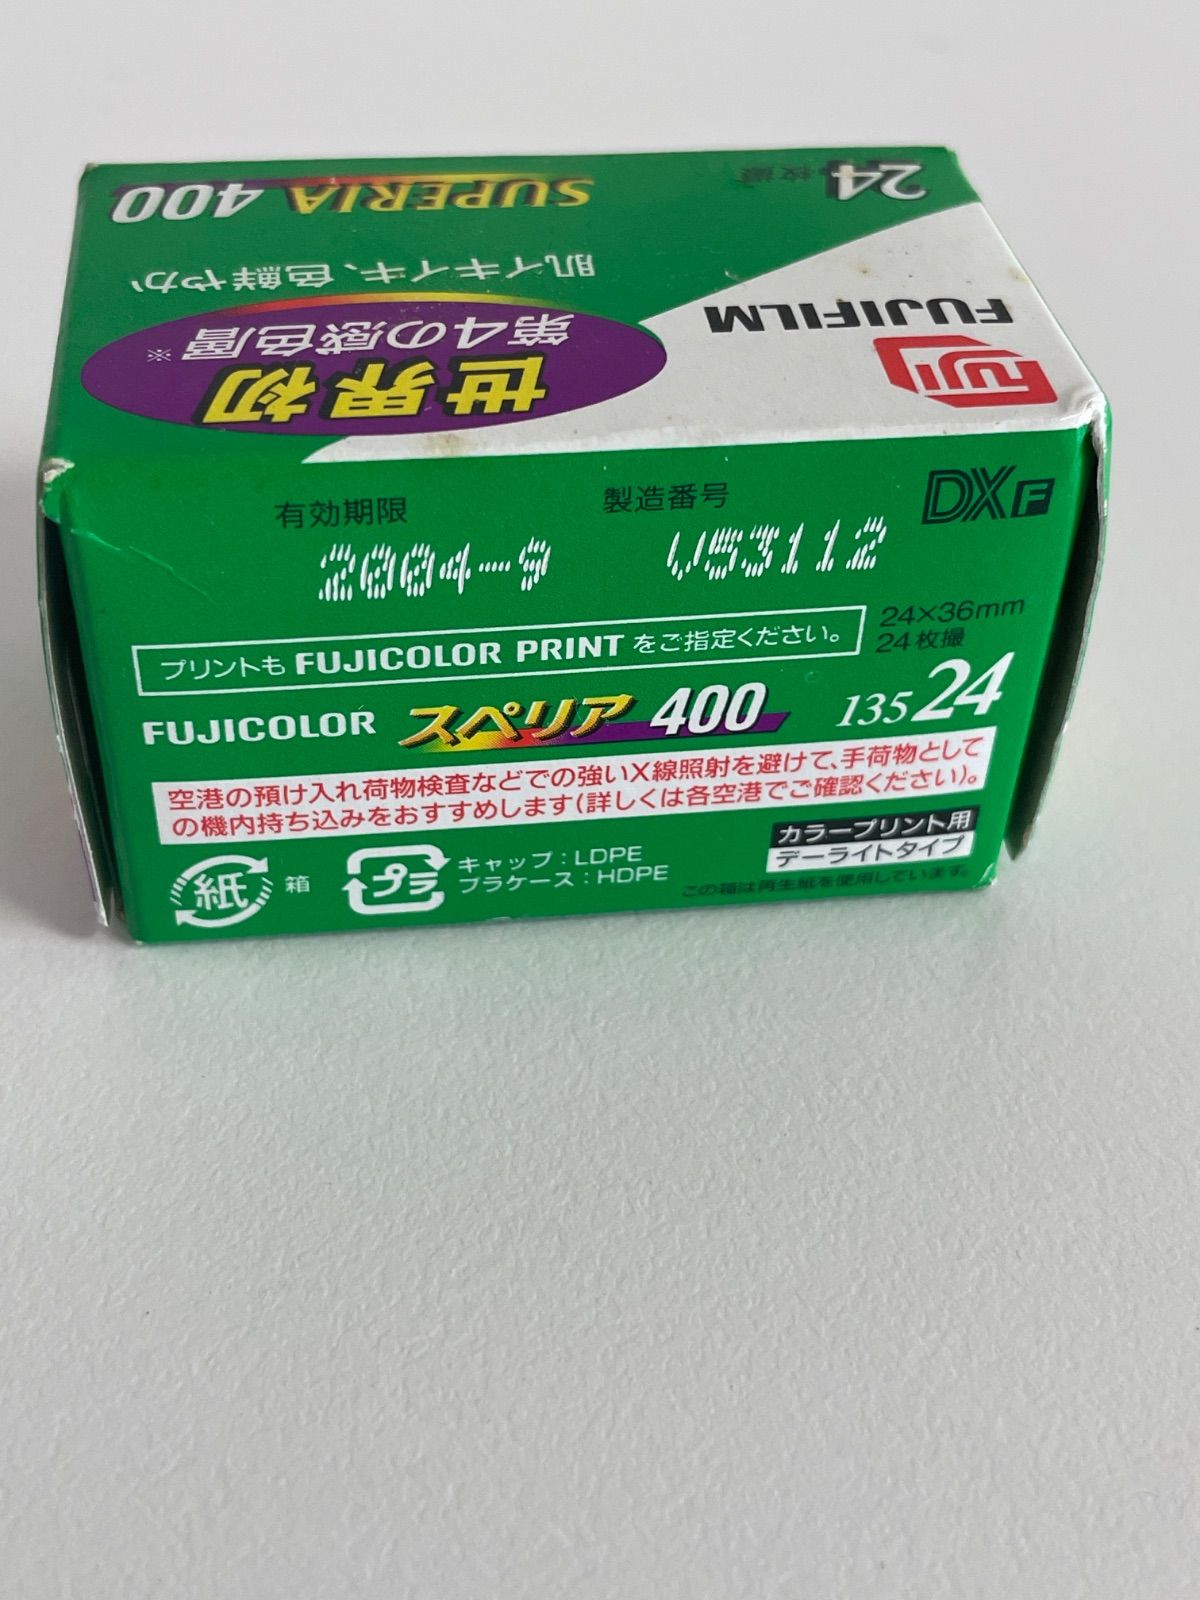 24枚撮
SUPERIA 400
肌イキイキ、色鮮やか
FUJIFILM
FUJI
世界初
第4の感色層※
有効期限
製造番号
DXF
2004-9
V53112
24×36mm
24枚撮
プリントも FUJICOLOR PRINT をご指定ください。
FUJICOLOR スペリア 400
135 24
空港の預け入れ荷物検査などでの強いX線照射を避けて、手荷物として
の機内持ち込みをおすすめします(詳しくは各空港でご確認ください)。
カラープリント用
デーライトタイプ
紙 箱
プラ
キャップ:LDPE
プラケース:HDPE
この箱は再生紙を使用しています。